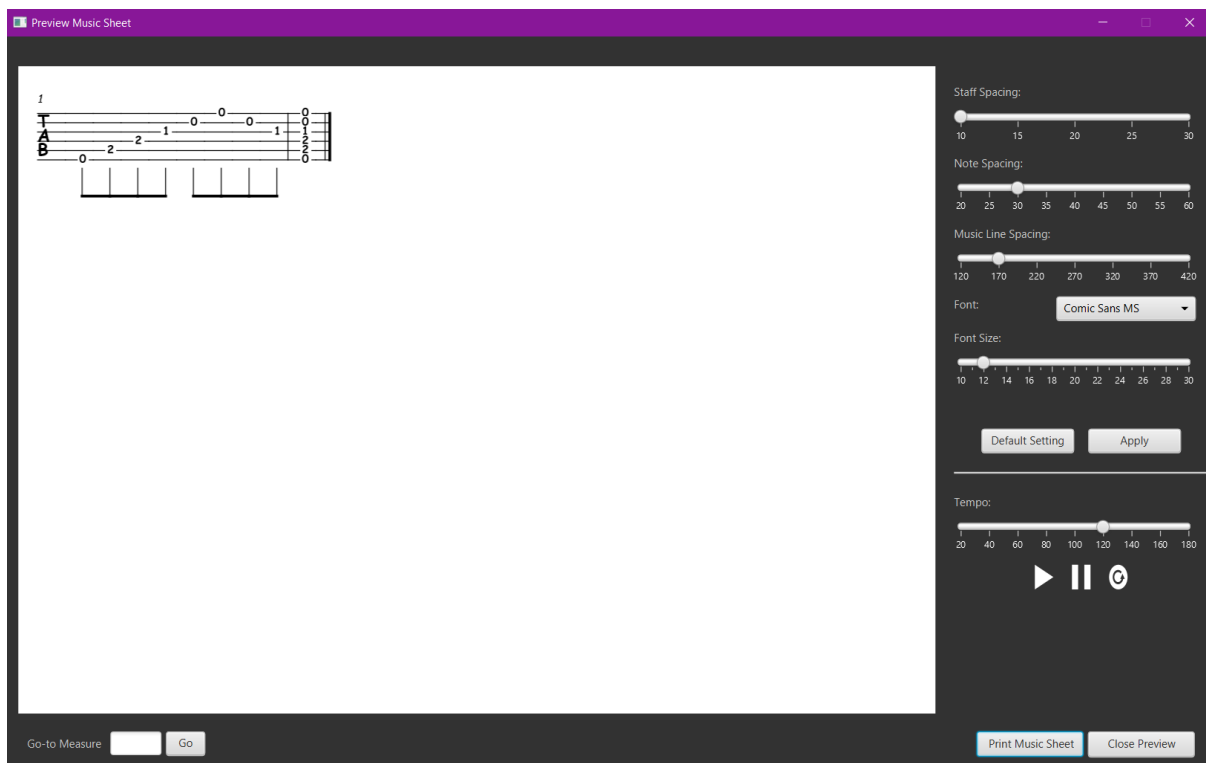 Preview Music Sheet
1
T
A
B
0 2 2 1 0 0 0 1
0
0
1
2
2
0
Staff Spacing:
10 15 20 25 30
Note Spacing:
20 25 30 35 40 45 50 55 60
Music Line Spacing:
120 170 220 270 320 370 420
Font: Comic Sans MS
Font Size:
10 12 14 16 18 20 22 24 26 28 30
Default Setting Apply
Tempo:
20 40 60 80 100 120 140 160 180
Go-to Measure Go
Print Music Sheet Close Preview